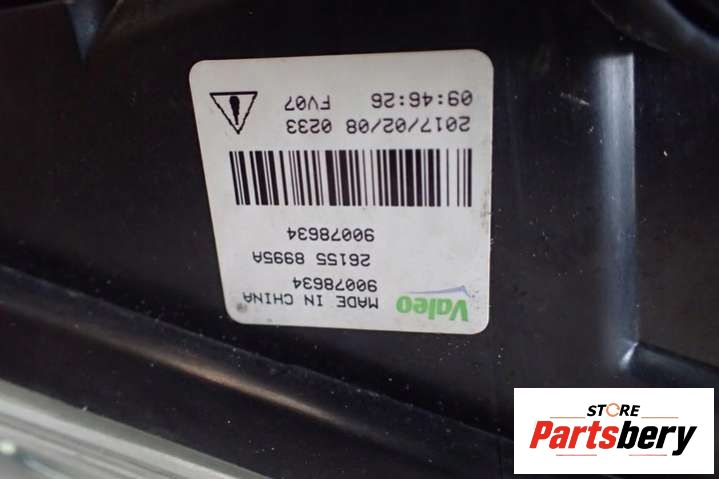 Valeo MADE IN CHINA
90078634
26155 8995A
90078634
2017/02/08 0233
09:46:26 FV07
STORE
Partsbery